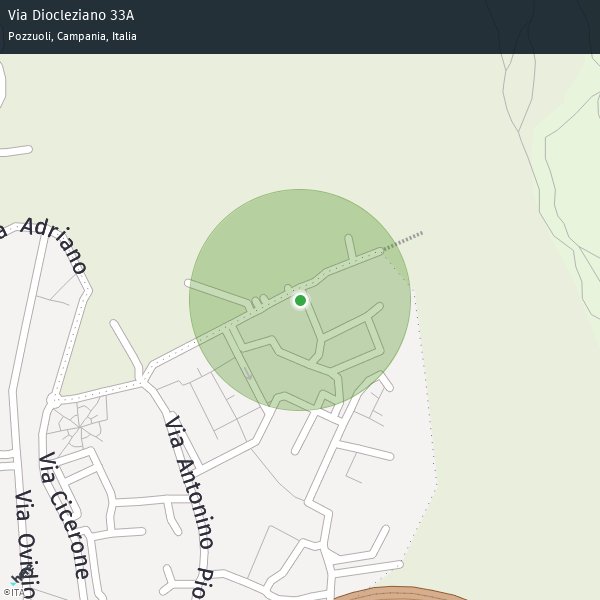 Via Diocleziano 33A
Pozzuoli, Campania, Italia
a Adriano
Via Antonino Pio
Via Cicerone
Via Ovidio
©ITA